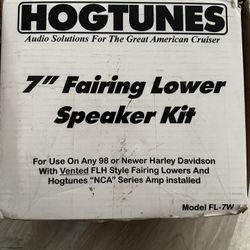 HOGTUNES
Audio Solutions For The Great American Cruiser
7" Fairing Lower
Speaker Kit
For Use On Any 98 or Newer Harley Davidson
With Vented FLH Style Fairing Lowers And
Hogtunes "NCA" Series Amp installed
Model FL-7W